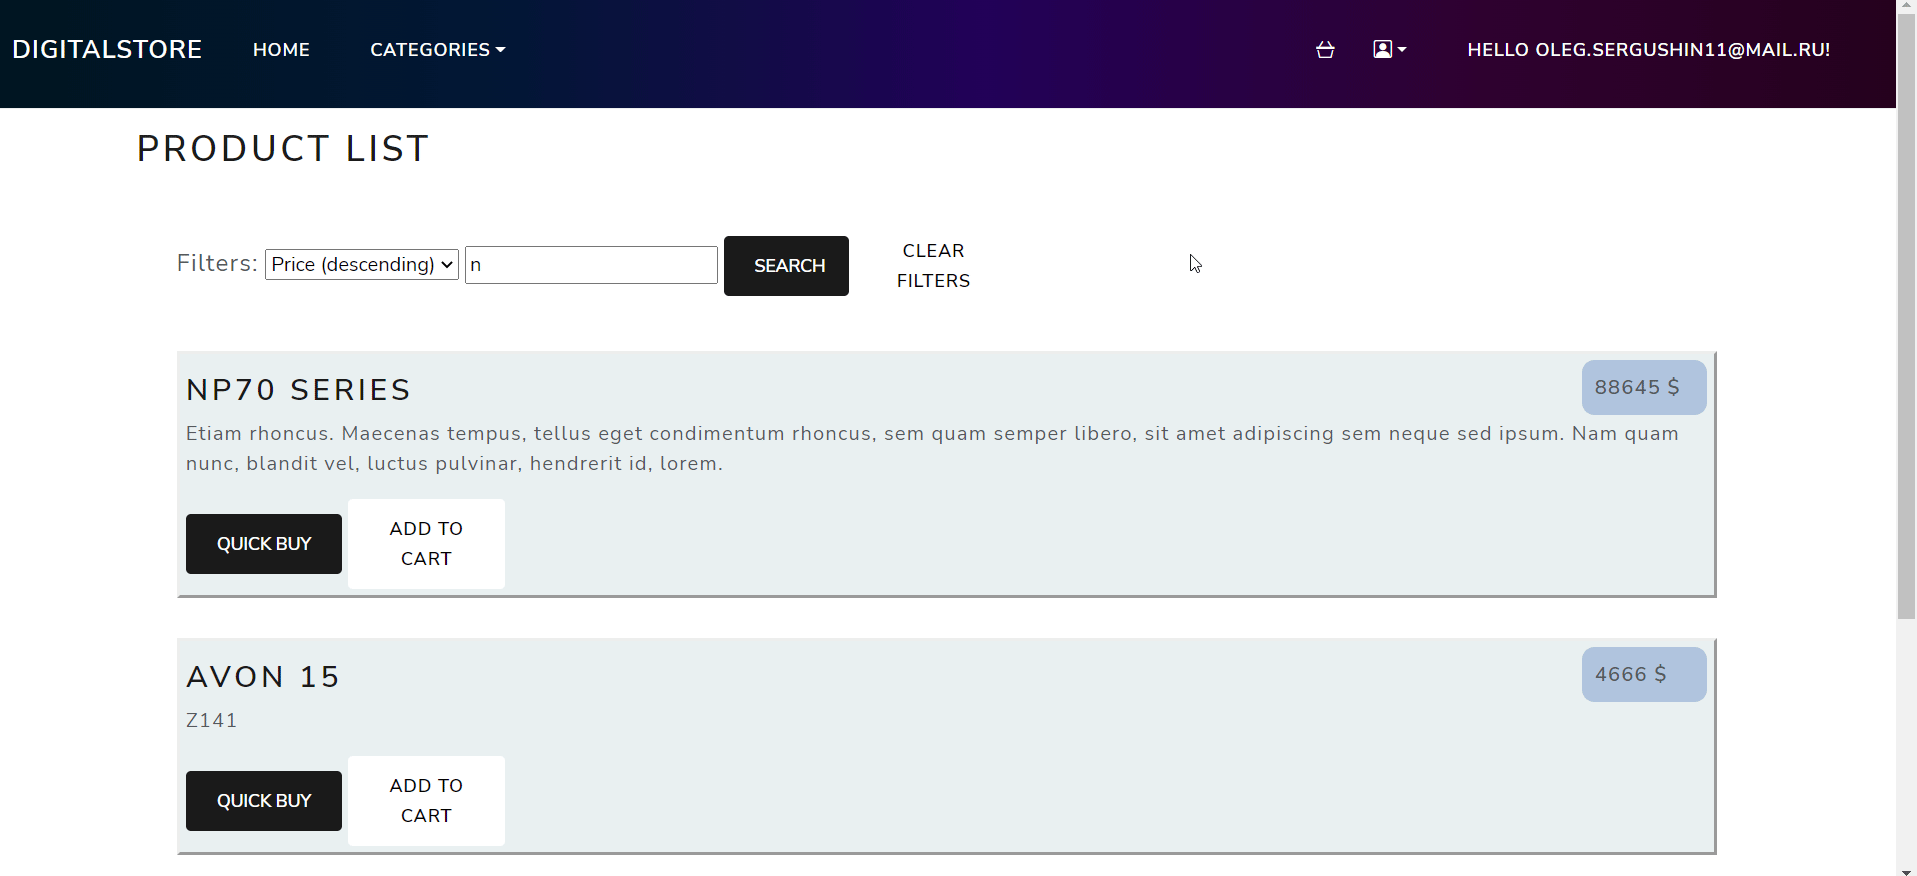 DIGITALSTORE HOME CATEGORIES HELLO OLEG.SERGUSHIN11@MAIL.RU!
PRODUCT LIST
Filters: Price (descending) n SEARCH CLEAR
FILTERS
NP70 SERIES 88645 $
Etiam rhoncus. Maecenas tempus, tellus eget condimentum rhoncus, sem quam semper libero, sit amet adipiscing sem neque sed ipsum. Nam quam
nunc, blandit vel, luctus pulvinar, hendrerit id, lorem.
QUICK BUY ADD TO
CART
AVON 15 4666 $
Z141
QUICK BUY ADD TO
CART